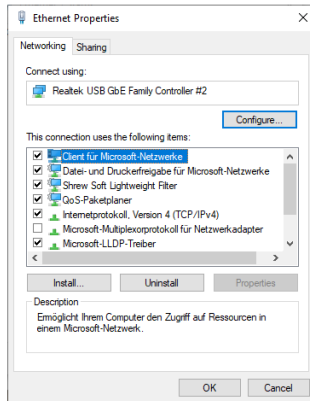 Ethernet Properties
Networking
Sharing
Connect using:
Realtek USB GbE Family Controller #2
Configure...
This connection uses the following items:
Client für Microsoft-Netzwerke
Datei- und Druckerfreigabe für Microsoft-Netzwerke
Shrew Soft Lightweight Filter
QoS-Paketplaner
Internetprotokoll, Version 4 (TCP/IPv4)
Microsoft-Multiplexorprotokoll für Netzwerkadapter
Microsoft-LLDP-Treiber
Install...
Uninstall
Properties
Description
Ermöglicht Ihrem Computer den Zugriff auf Ressourcen in
einem Microsoft-Netzwerk.
OK
Cancel